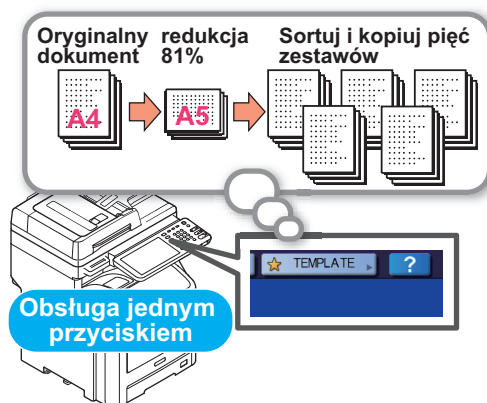 Oryginalny dokument
redukcja 81%
Sortuj i kopiuj pięć zestawów
A4
A5
TEMPLATE
?
Obsługa jednym
przyciskiem